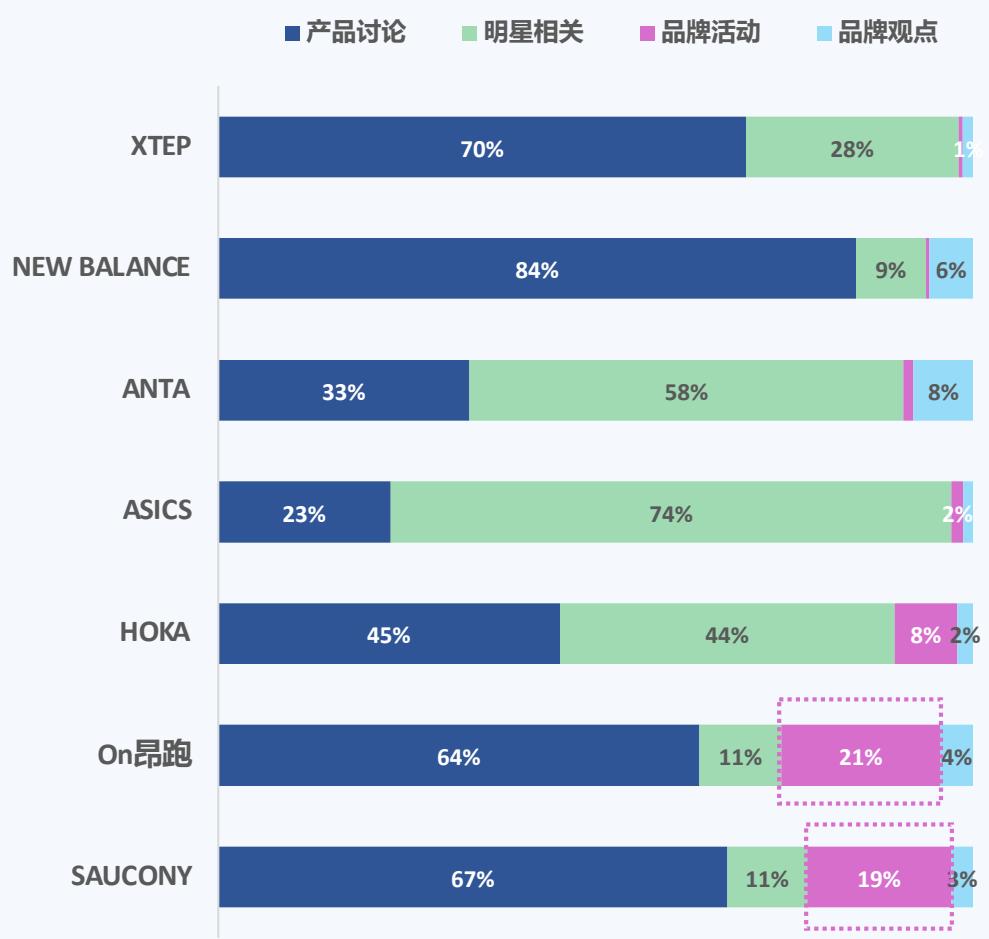 产品讨论 明星相关 品牌活动 品牌观点
XTEP 70% 28% 1%
NEW BALANCE 84% 9% 6%
ANTA 33% 58% 8%
ASICS 23% 74% 2%
HOKA 45% 44% 8% 2%
On昂跑 64% 11% 21% 4%
SAUCONY 67% 11% 19% 3%